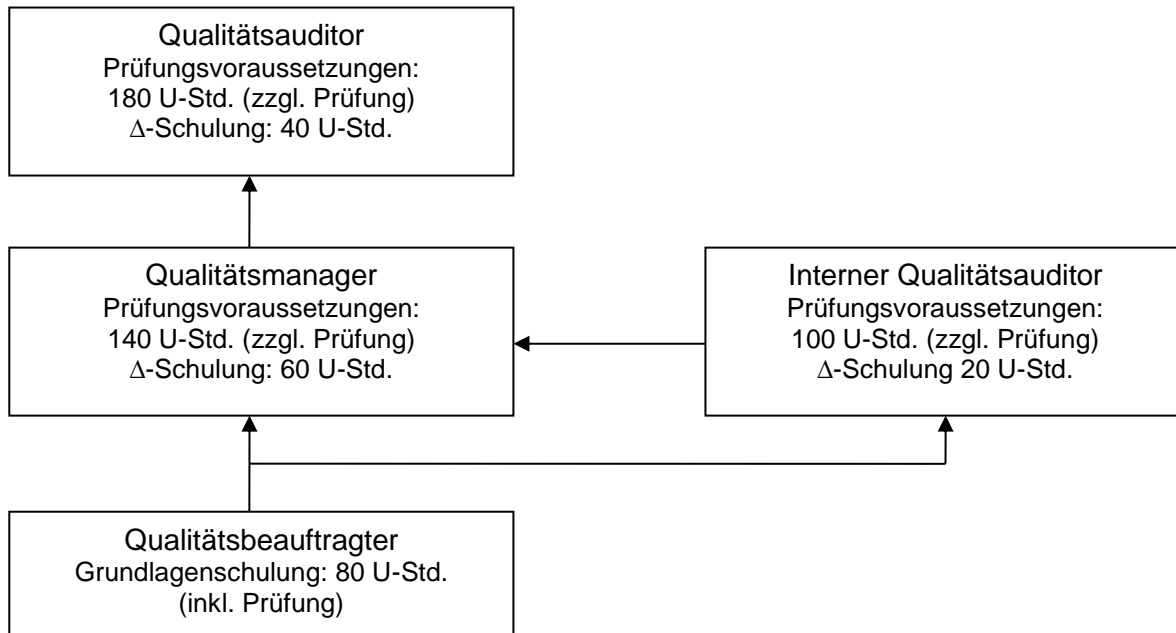 Qualitätsauditor
Prüfungsvoraussetzungen:
180 U-Std. (zzgl. Prüfung)
∆-Schulung: 40 U-Std.
Qualitätsmanager
Prüfungsvoraussetzungen:
140 U-Std. (zzgl. Prüfung)
∆-Schulung: 60 U-Std.
Interner Qualitätsauditor
Prüfungsvoraussetzungen:
100 U-Std. (zzgl. Prüfung)
∆-Schulung 20 U-Std.
Qualitätsbeauftragter
Grundlagenschulung: 80 U-Std.
(inkl. Prüfung)